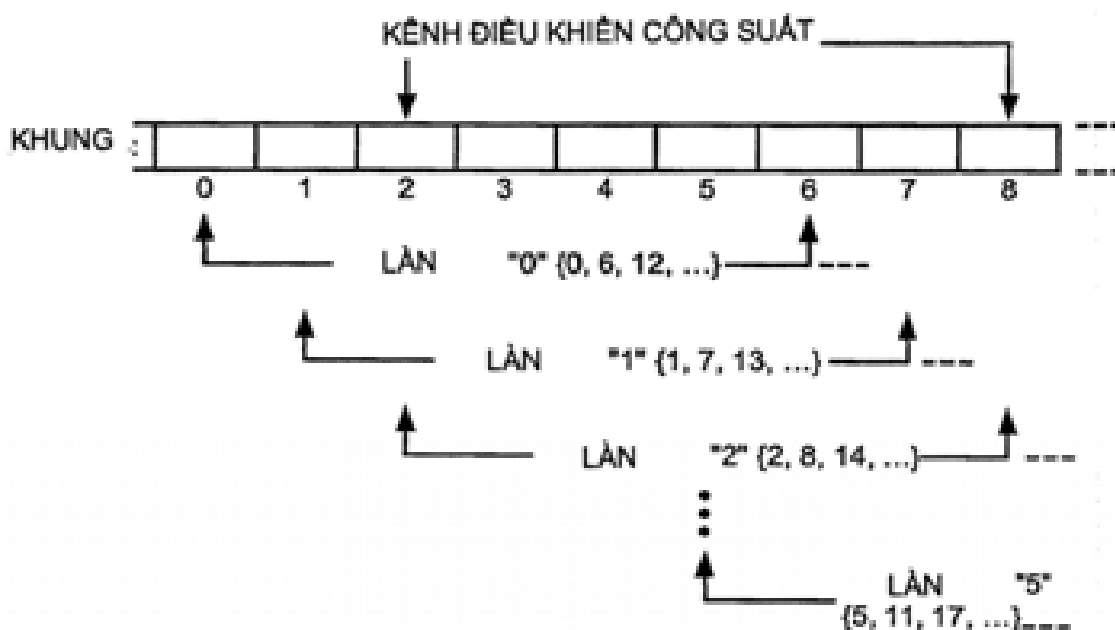 KÊNH ĐIỀU KHIỂN CÔNG SUẤT
KHUNG
0 1 2 3 4 5 6 7 8
LÀN "0" {0, 6, 12, ...}
LÀN "1" {1, 7, 13, ...}
LÀN "2" {2, 8, 14, ...}
LÀN "5"
{5, 11, 17, ...}